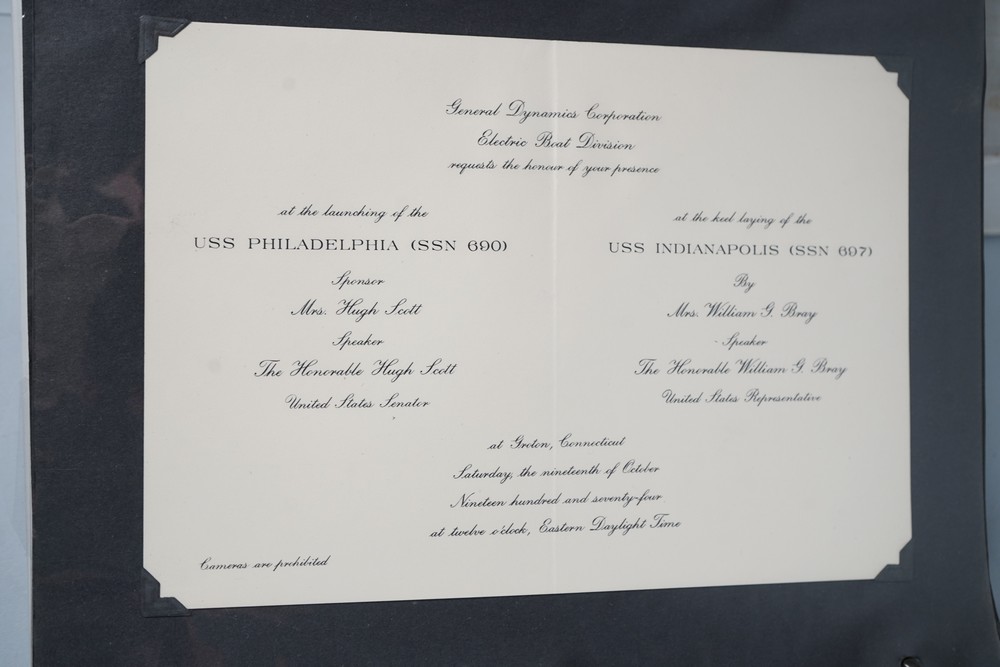 General Dynamics Corporation
Electric Boat Division
requests the honour of your presence
at the launching of the
USS PHILADELPHIA (SSN 690)
Sponsor
Mrs. Hugh Scott
Speaker
The Honorable Hugh Scott
United States Senator
at the keel laying of the
USS INDIANAPOLIS (SSN 697)
By
Mrs. William G. Bray
Speaker
The Honorable William G. Bray
United States Representative
at Groton, Connecticut
Saturday, the nineteenth of October
Nineteen hundred and seventy-four
at twelve o'clock, Eastern Daylight Time
Cameras are prohibited